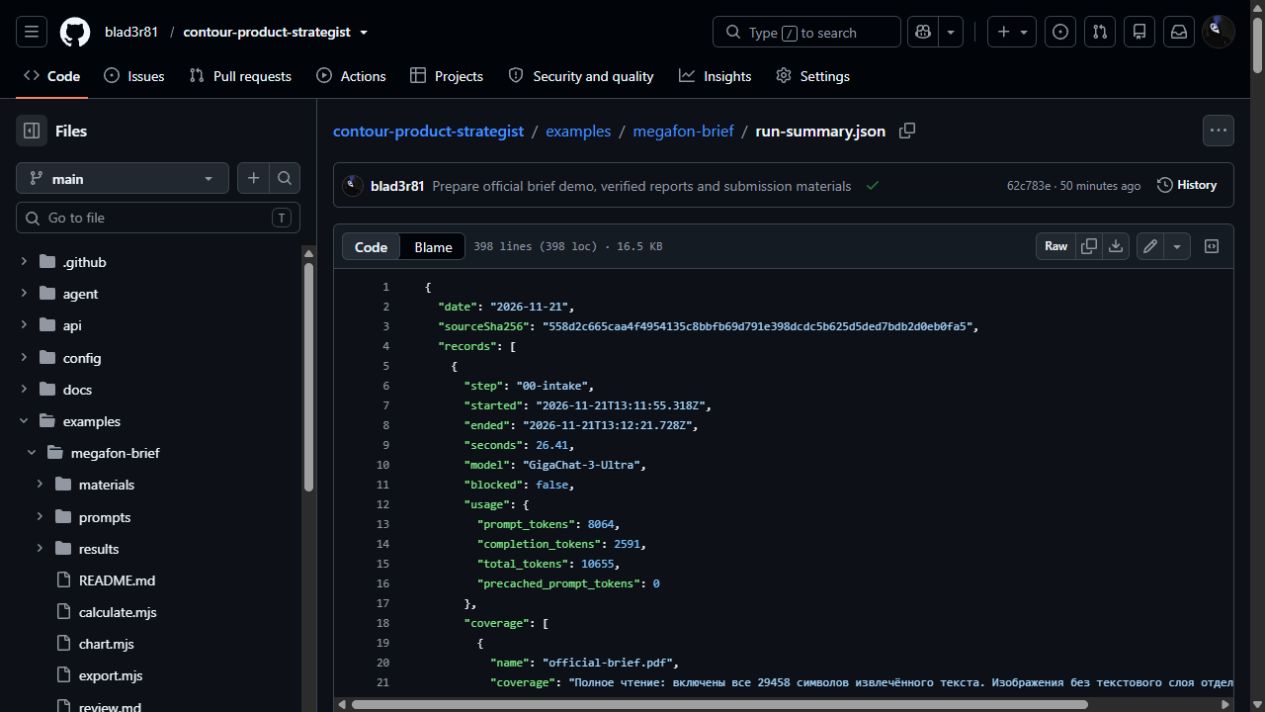 blad3r81 / contour-product-strategist
Type / to search
Code
Issues
Pull requests
Actions
Projects
Security and quality
Insights
Settings
Files
main
Go to file
T
.github
agent
api
config
docs
examples
megafon-brief
materials
prompts
results
README.md
calculate.mjs
chart.mjs
export.mjs
review.md
contour-product-strategist / examples / megafon-brief / run-summary.json
blad3r81 Prepare official brief demo, verified reports and submission materials
62c783e · 50 minutes ago
History
Code
Blame
398 lines (398 loc) · 16.5 KB
Raw
1 {
2 "date": "2026-11-21",
3 "sourceSha256": "558d2c665caa4f4954135c8bbfb69d791e398dcdc5b625d5ded7bdb2d0eb0fa5",
4 "records": [
5 {
6 "step": "00-intake",
7 "started": "2026-11-21T13:11:55.318Z",
8 "ended": "2026-11-21T13:12:21.728Z",
9 "seconds": 26.41,
10 "model": "GigaChat-3-Ultra",
11 "blocked": false,
12 "usage": {
13 "prompt_tokens": 8064,
14 "completion_tokens": 2591,
15 "total_tokens": 10655,
16 "precached_prompt_tokens": 0
17 },
18 "coverage": [
19 {
20 "name": "official-brief.pdf",
21 "coverage": "Полное чтение: включены все 29458 символов извлечённого текста. Изображения без текстового слоя отдел